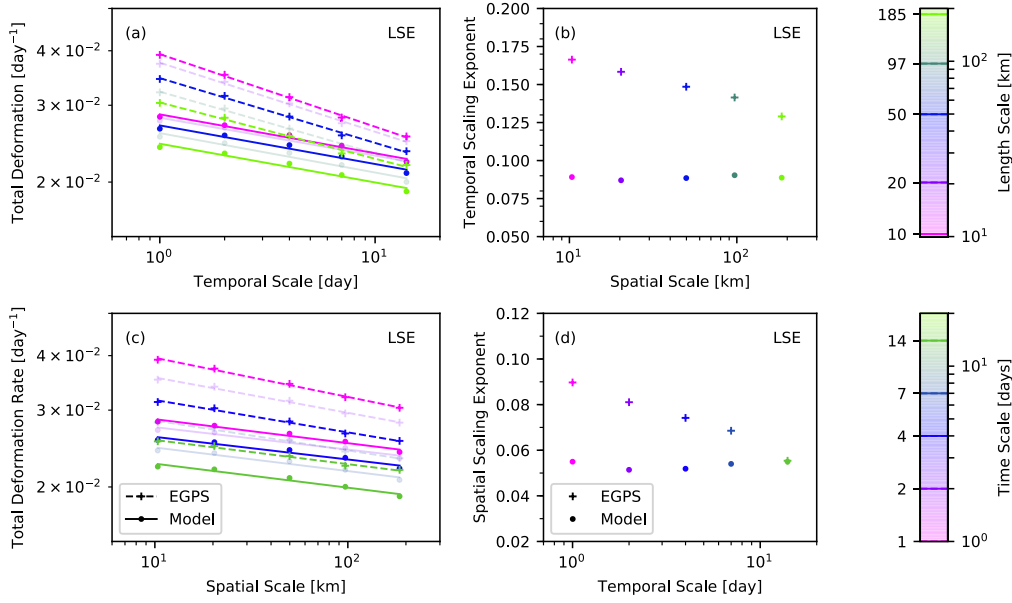 (a)
LSE
4 × 10⁻²
3 × 10⁻²
2 × 10⁻²
Total Deformation [day⁻¹]
10⁰
10¹
Temporal Scale [day]
(b)
LSE
0.200
0.175
0.150
0.125
0.100
0.075
0.050
Temporal Scaling Exponent
10¹
10²
Spatial Scale [km]
185
97
50
20
10
10²
10¹
Length Scale [km]
(c)
LSE
4 × 10⁻²
3 × 10⁻²
2 × 10⁻²
Total Deformation Rate [day⁻¹]
EGPS
Model
10¹
10²
Spatial Scale [km]
(d)
LSE
0.12
0.10
0.08
0.06
0.04
0.02
Spatial Scaling Exponent
EGPS
Model
10⁰
10¹
Temporal Scale [day]
14
7
4
2
1
10¹
10⁰
Time Scale [days]